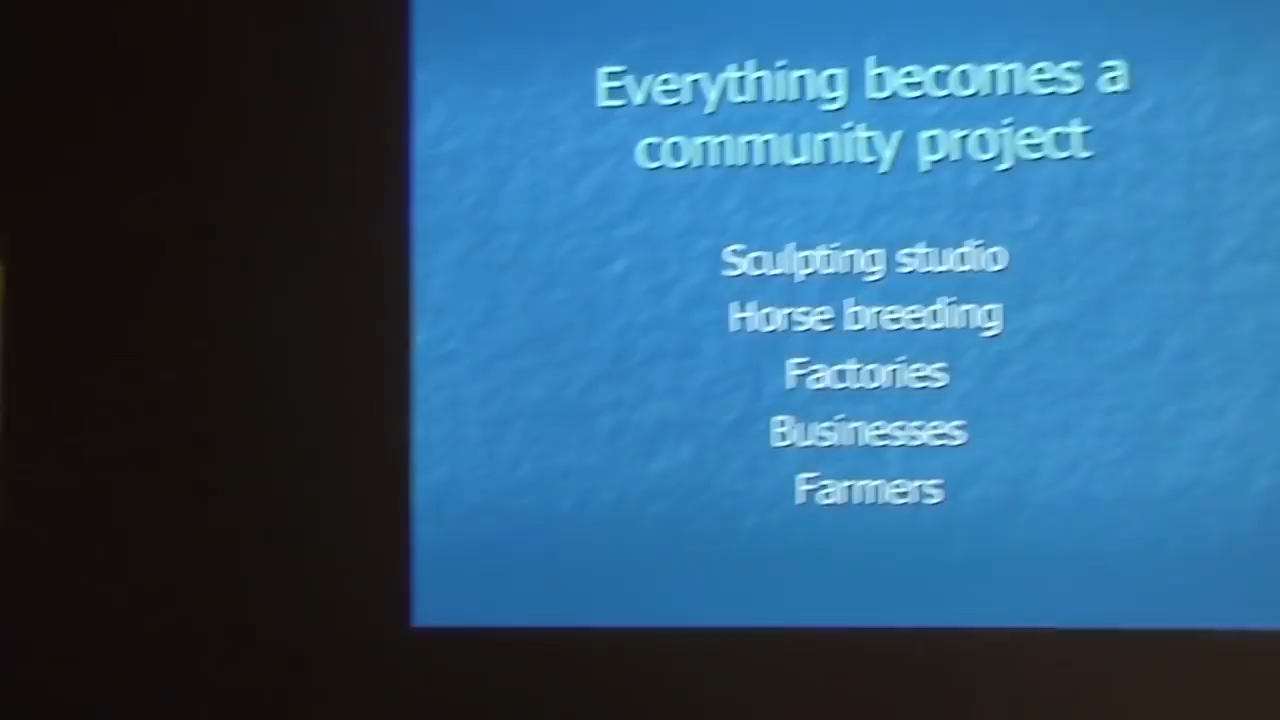 Everything becomes a
community project
Sculpting studio
Horse breeding
Factories
Businesses
Farmers